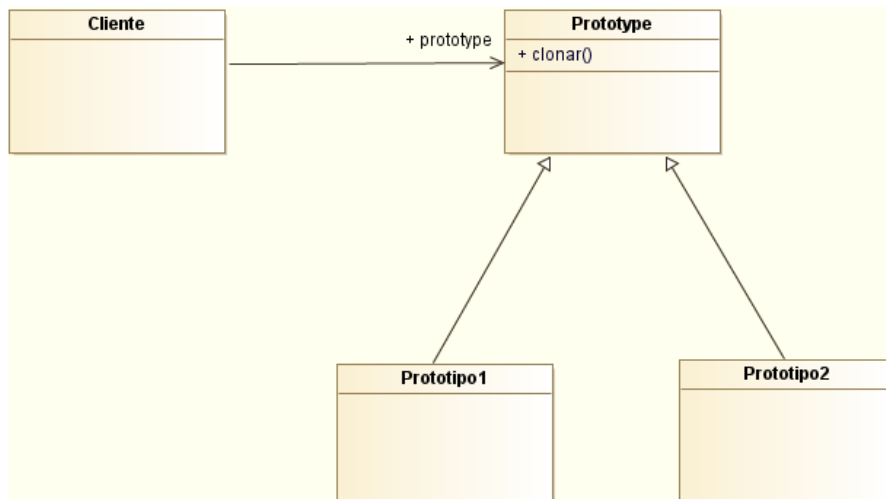 Cliente
Prototype
+ prototype
+ clonar()
Prototipo1
Prototipo2